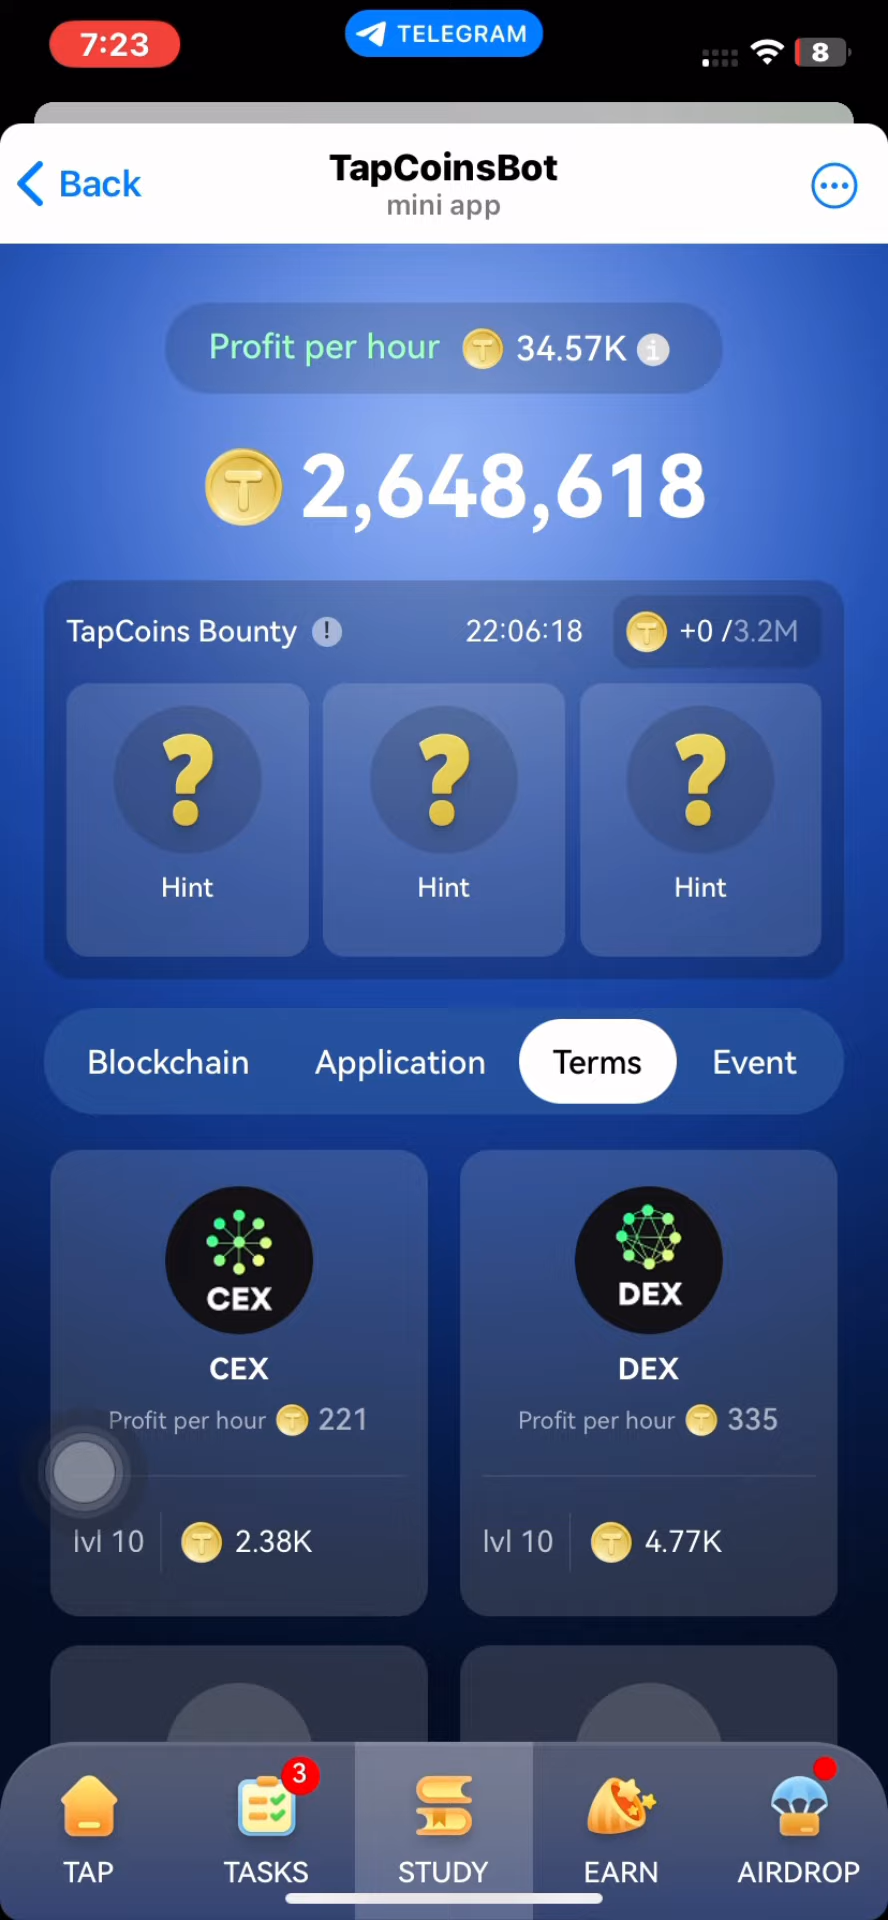 7:23
TELEGRAM
8
Back
TapCoinsBot
mini app
Profit per hour 34.57K
2,648,618
TapCoins Bounty ! 22:06:18 +0 /3.2M
? ? ?
Hint Hint Hint
Blockchain Application Terms Event
CEX DEX
CEX DEX
Profit per hour 221 Profit per hour 335
lvl 10 2.38K lvl 10 4.77K
3
TAP TASKS STUDY EARN AIRDROP